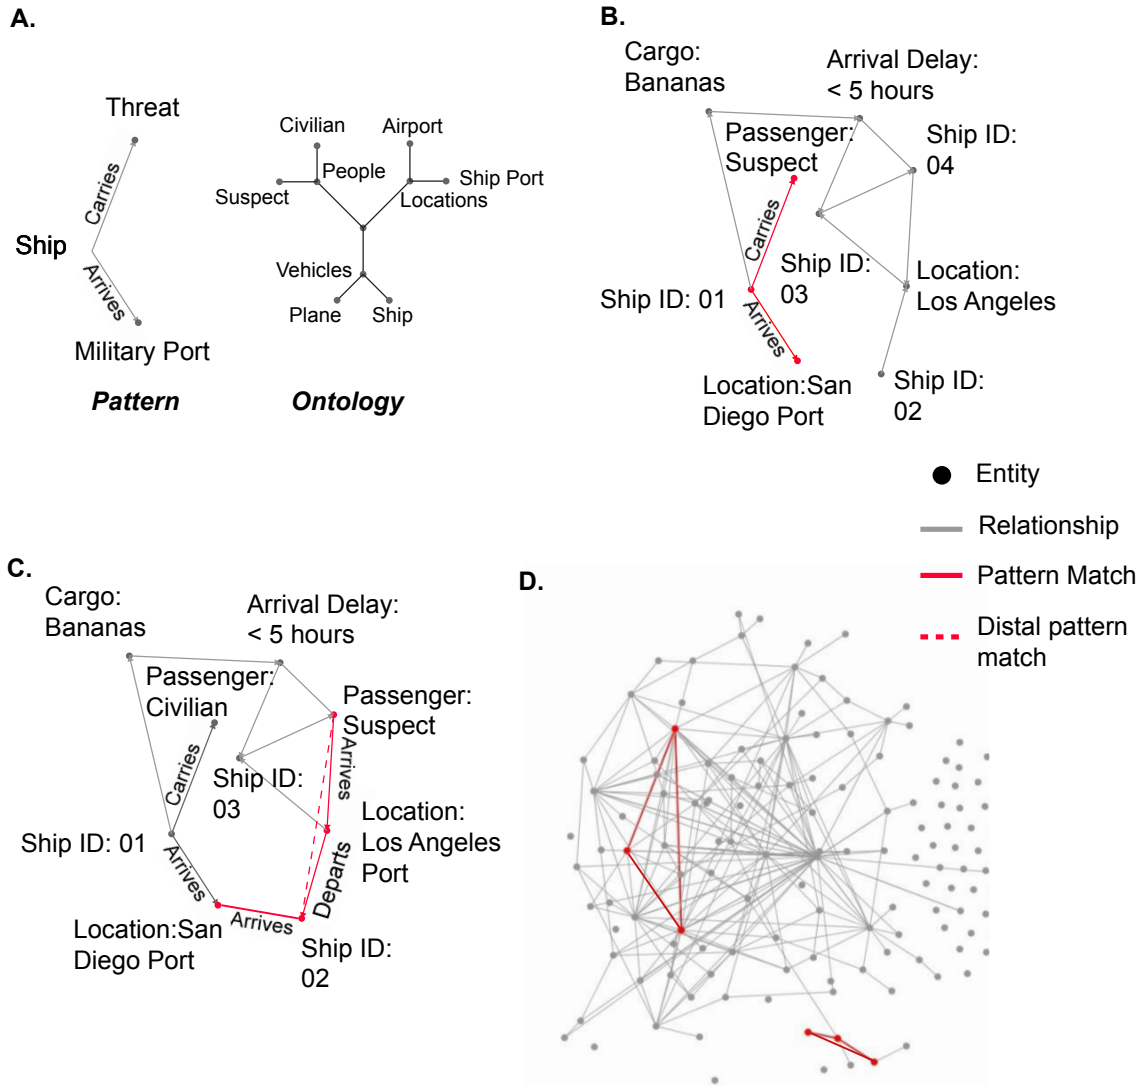 A.
Threat
Carries
Ship
Arrives
Military Port
Pattern
Civilian
Airport
People
Suspect
Ship Port
Locations
Vehicles
Plane
Ship
Ontology
B.
Cargo:
Bananas
Arrival Delay:
< 5 hours
Passenger:
Suspect
Ship ID:
04
Carries
Ship ID:
03
Location:
Los Angeles
Ship ID: 01
Arrives
Location:San
Diego Port
Ship ID:
02
Entity
Relationship
Pattern Match
Distal pattern
match
C.
Cargo:
Bananas
Arrival Delay:
< 5 hours
Passenger:
Civilian
Passenger:
Suspect
Arrives
Carries
Ship ID:
03
Location:
Los Angeles
Port
Ship ID: 01
Arrives
Departs
Arrives
Location:San
Diego Port
Ship ID:
02
D.